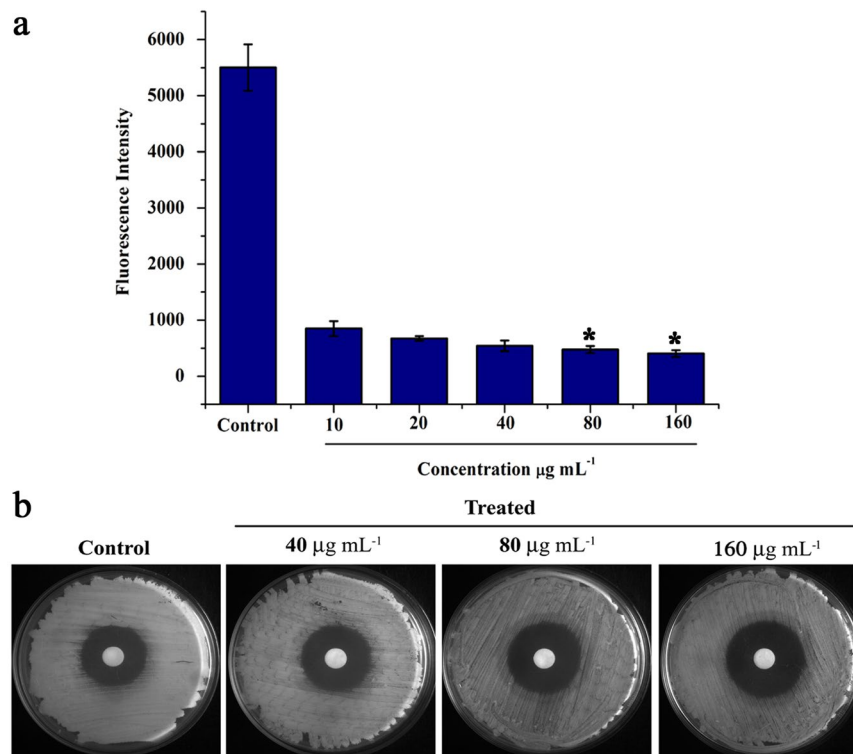 a
6000
5000
4000
3000
2000
1000
0
Fluorescence Intensity
* *
Control 10 20 40 80 160
Concentration μg mL⁻¹
b
Treated
Control 40 μg mL⁻¹ 80 μg mL⁻¹ 160 μg mL⁻¹